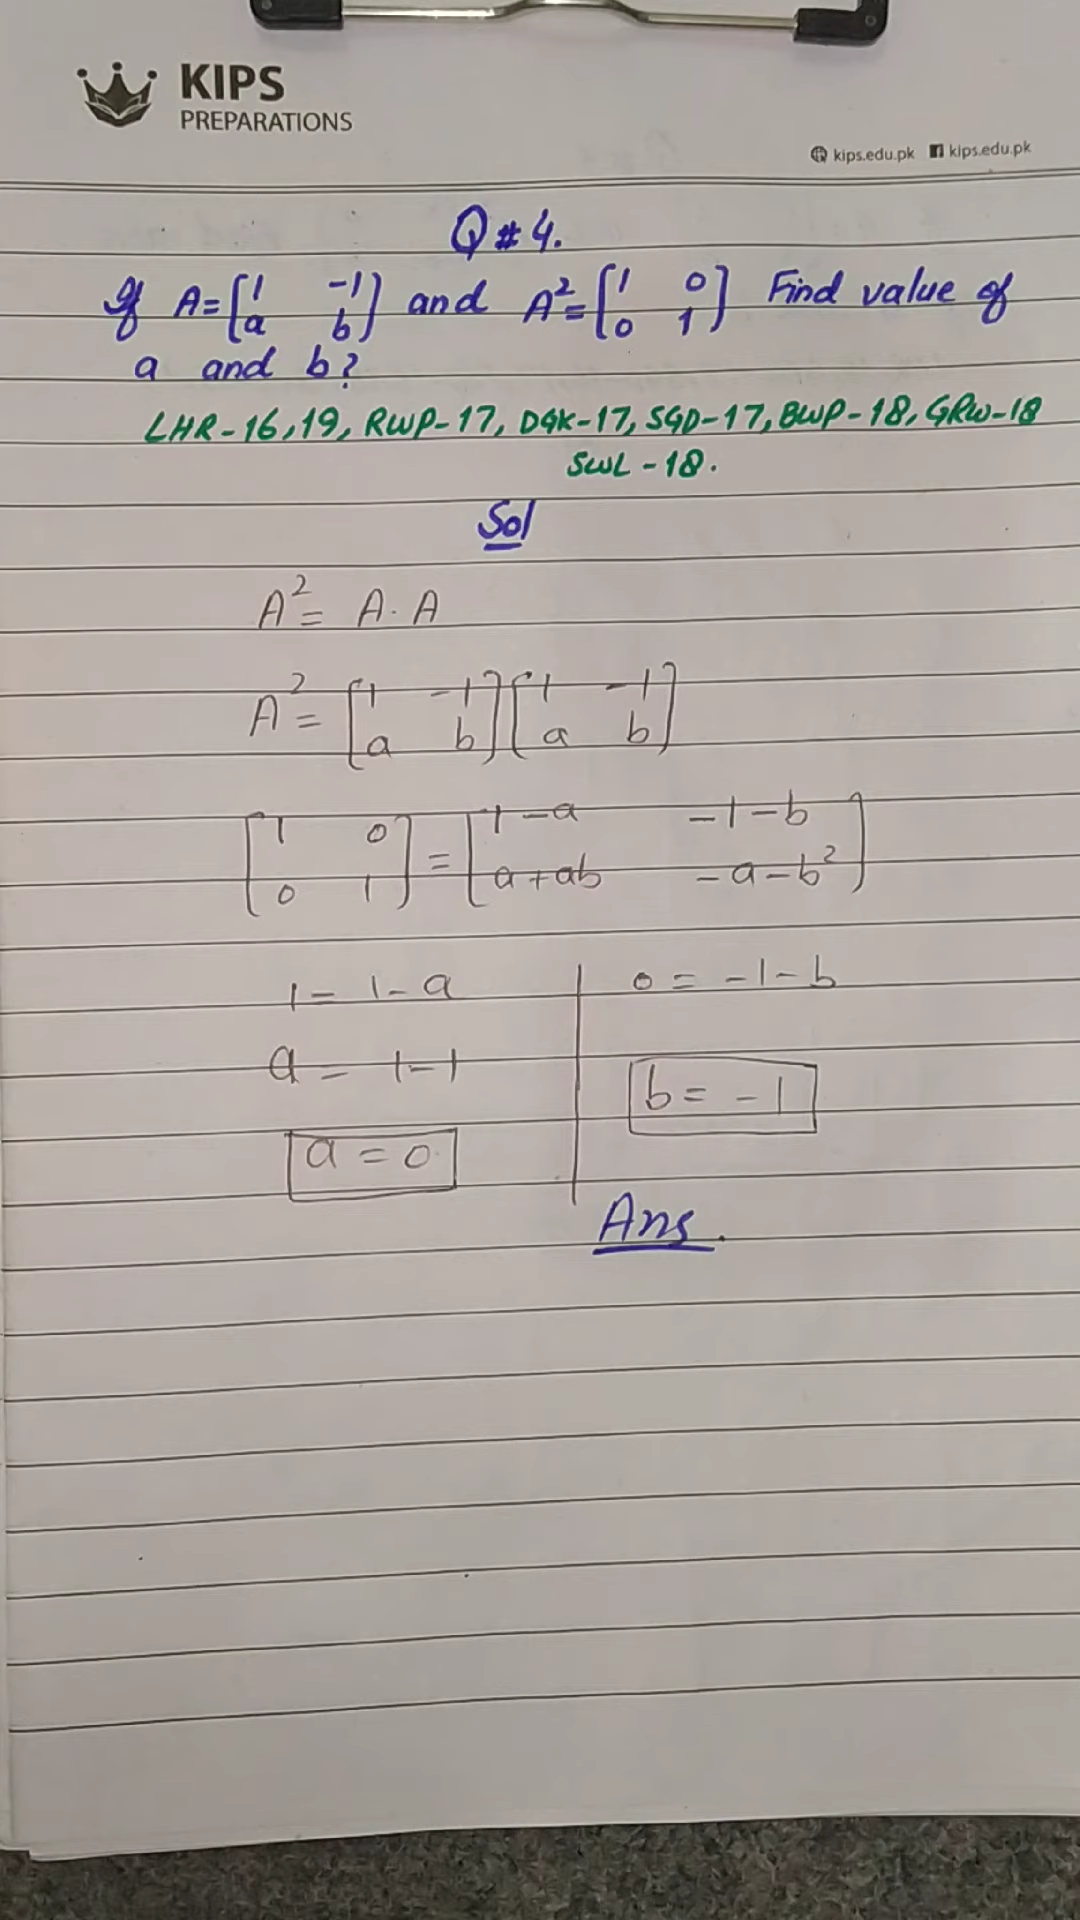 KIPS
PREPARATIONS
kips.edu.pk kips.edu.pk
Q#4.
If A=[1 -1
a b] and A²=[1 0
0 1] Find value of
a and b?
LHR-16,19, RWP-17, DGK-17, SGD-17, BWP-18, GRW-18
SWL-18.
Sol
A²= A·A
A²= [1 -1
a b][1 -1
a b]
[1 0
0 1] = [1-a -1-b
a+ab -a-b²]
1 = 1-a
0 = -1-b
a = 1-1
b = -1
a = 0
Ans.